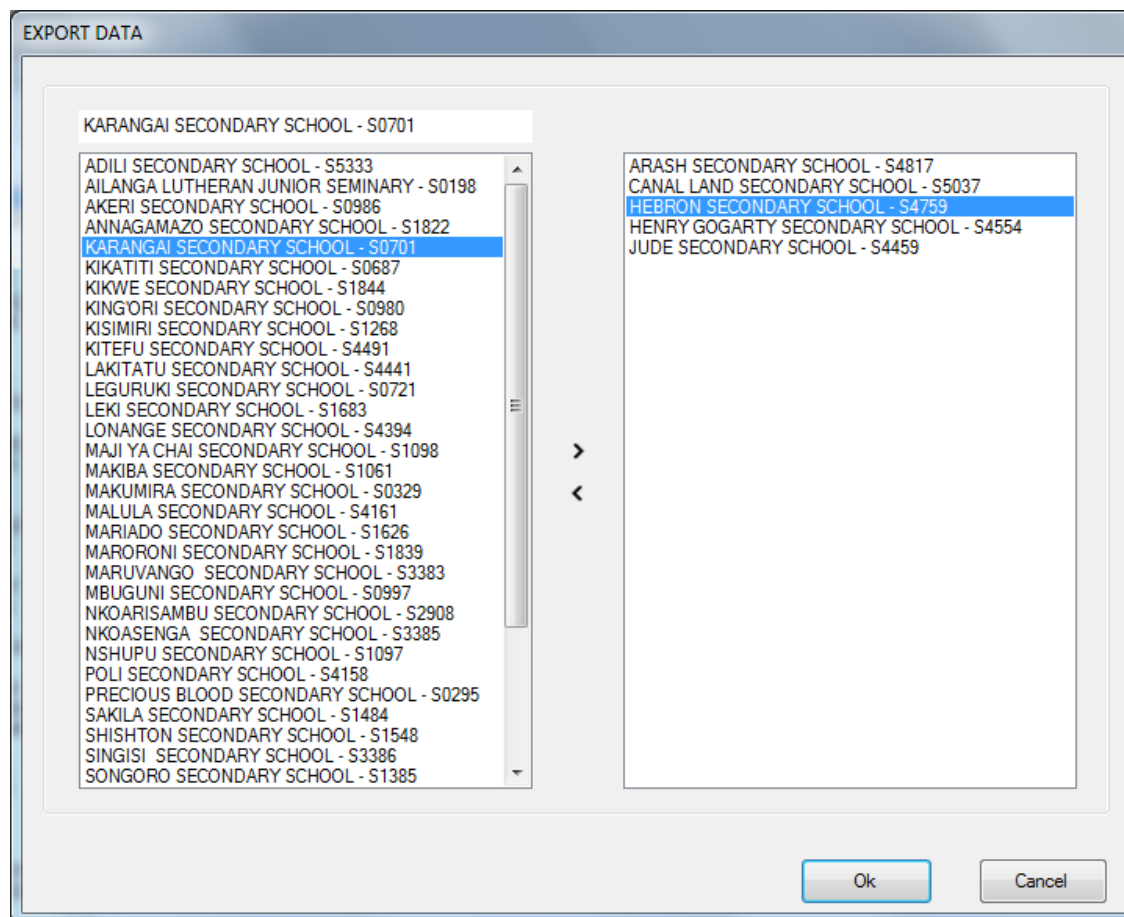 EXPORT DATA
KARANGAI SECONDARY SCHOOL - S0701
ADILI SECONDARY SCHOOL - S5333
AILANGA LUTHERAN JUNIOR SEMINARY - S0198
AKERI SECONDARY SCHOOL - S0986
ANNAGAMAZO SECONDARY SCHOOL - S1822
KARANGAI SECONDARY SCHOOL - S0701
KIKATITI SECONDARY SCHOOL - S0687
KIKWE SECONDARY SCHOOL - S1844
KING'ORI SECONDARY SCHOOL - S0980
KISIMIRI SECONDARY SCHOOL - S1268
KITEFU SECONDARY SCHOOL - S4491
LAKITATU SECONDARY SCHOOL - S4441
LEGURUKI SECONDARY SCHOOL - S0721
LEKI SECONDARY SCHOOL - S1683
LONANGE SECONDARY SCHOOL - S4394
MAJI YA CHAI SECONDARY SCHOOL - S1098
MAKIBA SECONDARY SCHOOL - S1061
MAKUMIRA SECONDARY SCHOOL - S0329
MALULA SECONDARY SCHOOL - S4161
MARIADO SECONDARY SCHOOL - S1626
MARORONI SECONDARY SCHOOL - S1839
MARUVANGO  SECONDARY SCHOOL - S3383
MBUGUNI SECONDARY SCHOOL - S0997
NKOARISAMBU SECONDARY SCHOOL - S2908
NKOASENGA  SECONDARY SCHOOL - S3385
NSHUPU SECONDARY SCHOOL - S1097
POLI SECONDARY SCHOOL - S4158
PRECIOUS BLOOD SECONDARY SCHOOL - S0295
SAKILA SECONDARY SCHOOL - S1484
SHISHTON SECONDARY SCHOOL - S1548
SINGISI  SECONDARY SCHOOL - S3386
SONGORO SECONDARY SCHOOL - S1385
ARASH SECONDARY SCHOOL - S4817
CANAL LAND SECONDARY SCHOOL - S5037
HEBRON SECONDARY SCHOOL - S4759
HENRY GOGARTY SECONDARY SCHOOL - S4554
JUDE SECONDARY SCHOOL - S4459
Ok
Cancel